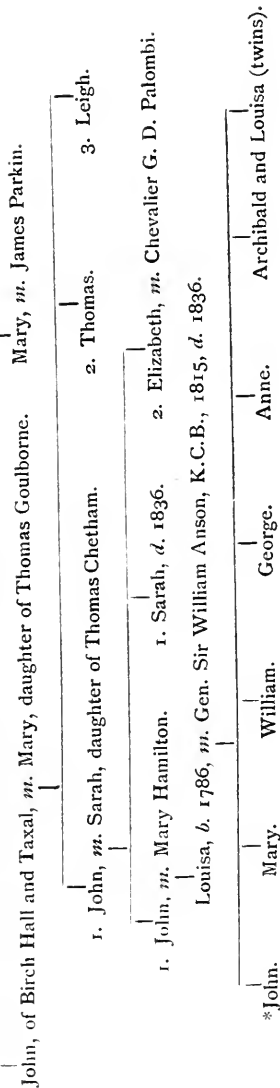 John, of Birch Hall and Taxal, m. Mary, daughter of Thomas Goulborne. Mary, m. James Parkin.
1. John, m. Sarah, daughter of Thomas Chetham. 2. Thomas. 3. Leigh.
1. John, m. Mary Hamilton. 1. Sarah, d. 1836. 2. Elizabeth, m. Chevalier G. D. Palombi.
Louisa, b. 1786, m. Gen. Sir William Anson, K.C.B., 1815, d. 1836.
*John. Mary. William. George. Anne. Archibald and Louisa (twins).